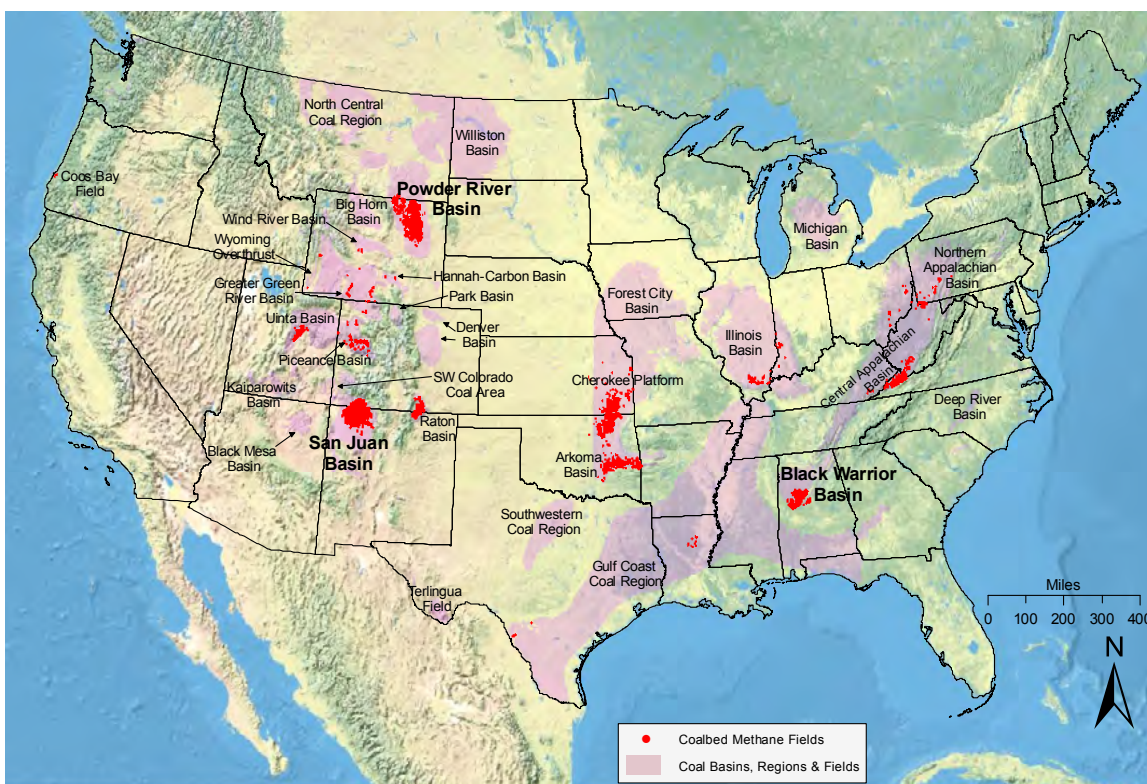 North Central
Coal Region
Williston
Basin
Coos Bay
Field
Powder River
Basin
Big Horn
Basin
Wind River Basin
Wyoming
Overthrust
Michigan
Basin
Northern
Appalachian
Basin
Hannah-Carbon Basin
Greater Green
River Basin
Park Basin
Forest City
Basin
Uinta Basin
Denver
Basin
Illinois
Basin
Piceance Basin
Central Appalachian
Basin
SW Colorado
Coal Area
Cherokee Platform
Kaiparowits
Basin
Deep River
Basin
Raton
Basin
San Juan
Basin
Black Mesa
Basin
Arkoma
Basin
Black Warrior
Basin
Southwestern
Coal Region
Gulf Coast
Coal Region
Terlingua
Field
Miles
0 100 200 300 400
N
Coalbed Methane Fields
Coal Basins, Regions & Fields